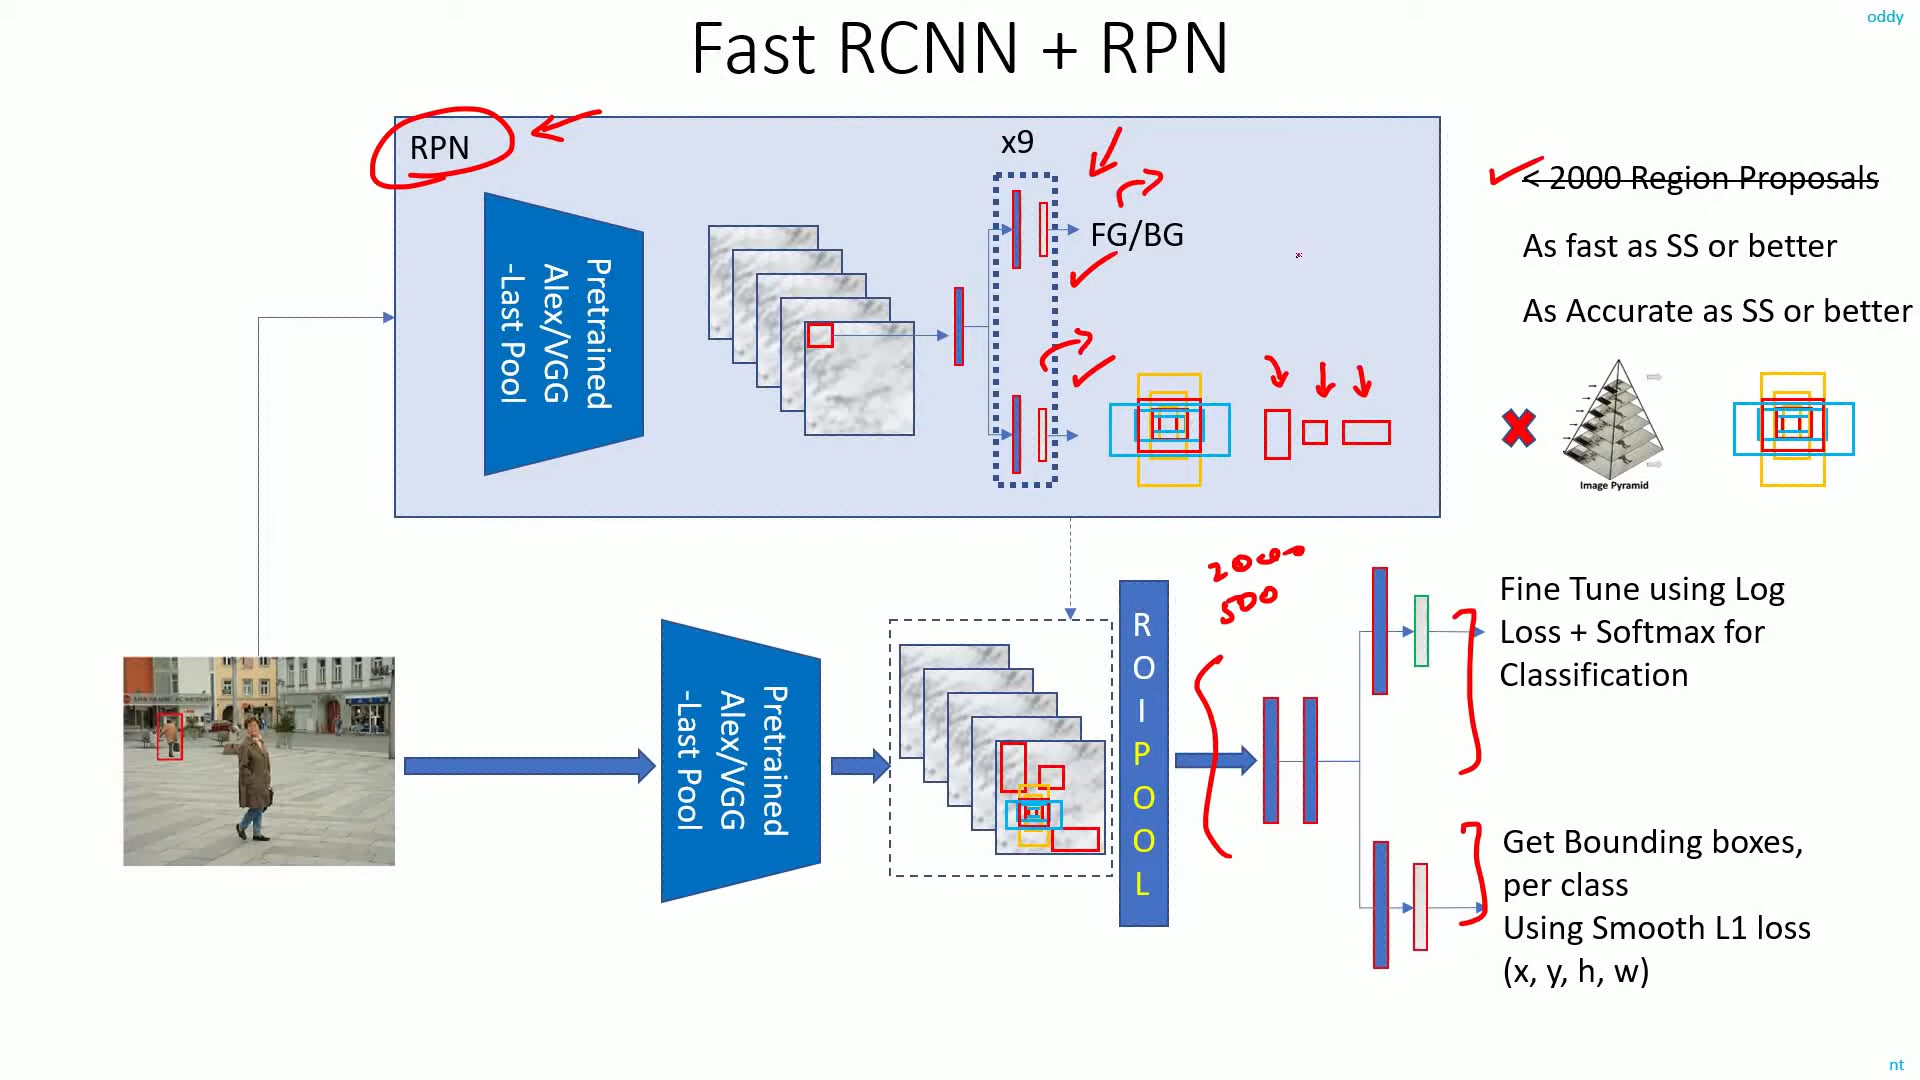 oddy
Fast RCNN + RPN
RPN
x9
Pretrained
Alex/VGG
-Last Pool
FG/BG
< 2000 Region Proposals
As fast as SS or better
As Accurate as SS or better
Image Pyramid
2000
500
Pretrained
Alex/VGG
-Last Pool
ROI POOL
Fine Tune using Log
Loss + Softmax for
Classification
Get Bounding boxes,
per class
Using Smooth L1 loss
(x, y, h, w)
nt